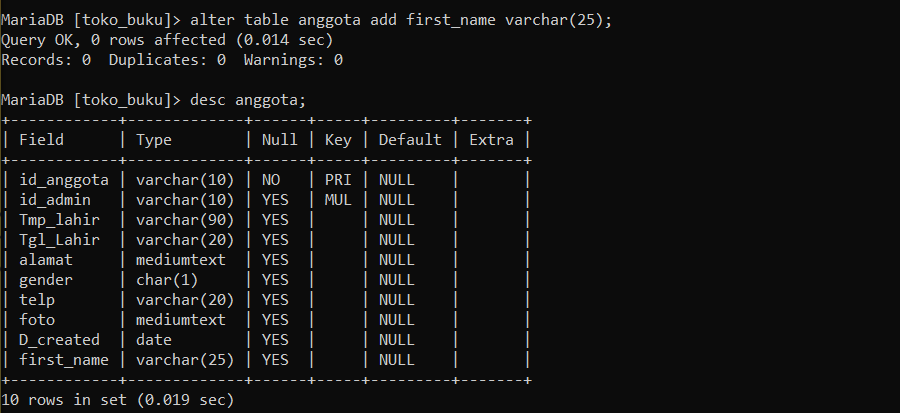 MariaDB [toko_buku]> alter table anggota add first_name varchar(25);
Query OK, 0 rows affected (0.014 sec)
Records: 0  Duplicates: 0  Warnings: 0

MariaDB [toko_buku]> desc anggota;
+------------+-------------+------+-----+---------+-------+
| Field      | Type        | Null | Key | Default | Extra |
+------------+-------------+------+-----+---------+-------+
| id_anggota | varchar(10) | NO   | PRI | NULL    |       |
| id_admin   | varchar(10) | YES  | MUL | NULL    |       |
| Tmp_lahir  | varchar(90) | YES  |     | NULL    |       |
| Tgl_Lahir  | varchar(20) | YES  |     | NULL    |       |
| alamat     | mediumtext  | YES  |     | NULL    |       |
| gender     | char(1)     | YES  |     | NULL    |       |
| telp       | varchar(20) | YES  |     | NULL    |       |
| foto       | mediumtext  | YES  |     | NULL    |       |
| D_created  | date        | YES  |     | NULL    |       |
| first_name | varchar(25) | YES  |     | NULL    |       |
+------------+-------------+------+-----+---------+-------+
10 rows in set (0.019 sec)